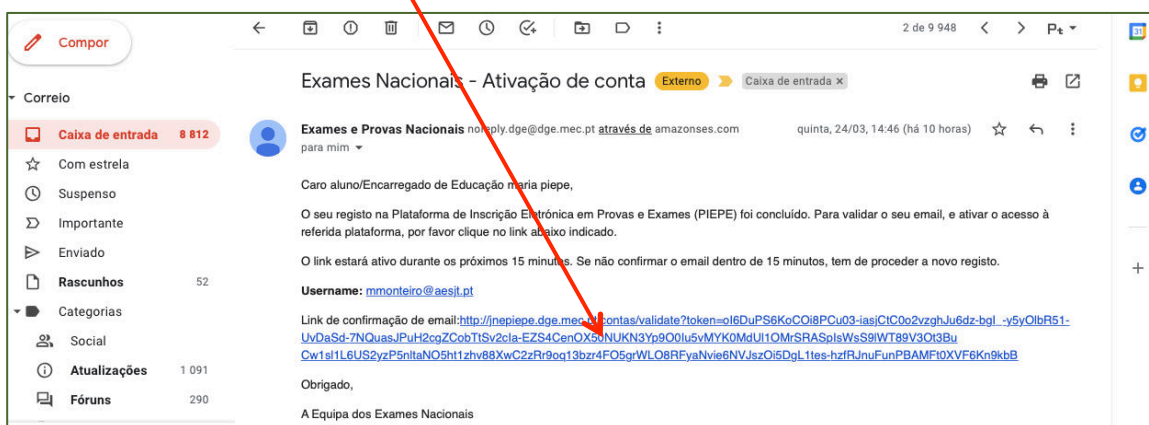 Compor
2 de 9 948
Pt
31
Exames Nacionais - Ativação de conta Externo Caixa de entrada ×
Correio
Caixa de entrada 8 812
Com estrela
Suspenso
Importante
Enviado
Rascunhos 52
Categorias
Social
Atualizações 1 091
Fóruns 290
Exames e Provas Nacionais noreply.dge@dge.mec.pt através de amazonses.com quinta, 24/03, 14:46 (há 10 horas)
para mim
Caro aluno/Encarregado de Educação maria piepe,
O seu registo na Plataforma de Inscrição Eletrónica em Provas e Exames (PIEPE) foi concluído. Para validar o seu email, e ativar o acesso à
referida plataforma, por favor clique no link abaixo indicado.
O link estará ativo durante os próximos 15 minutos. Se não confirmar o email dentro de 15 minutos, tem de proceder a novo registo.
Username: mmonteiro@aesjt.pt
Link de confirmação de email:
Obrigado,
A Equipa dos Exames Nacionais